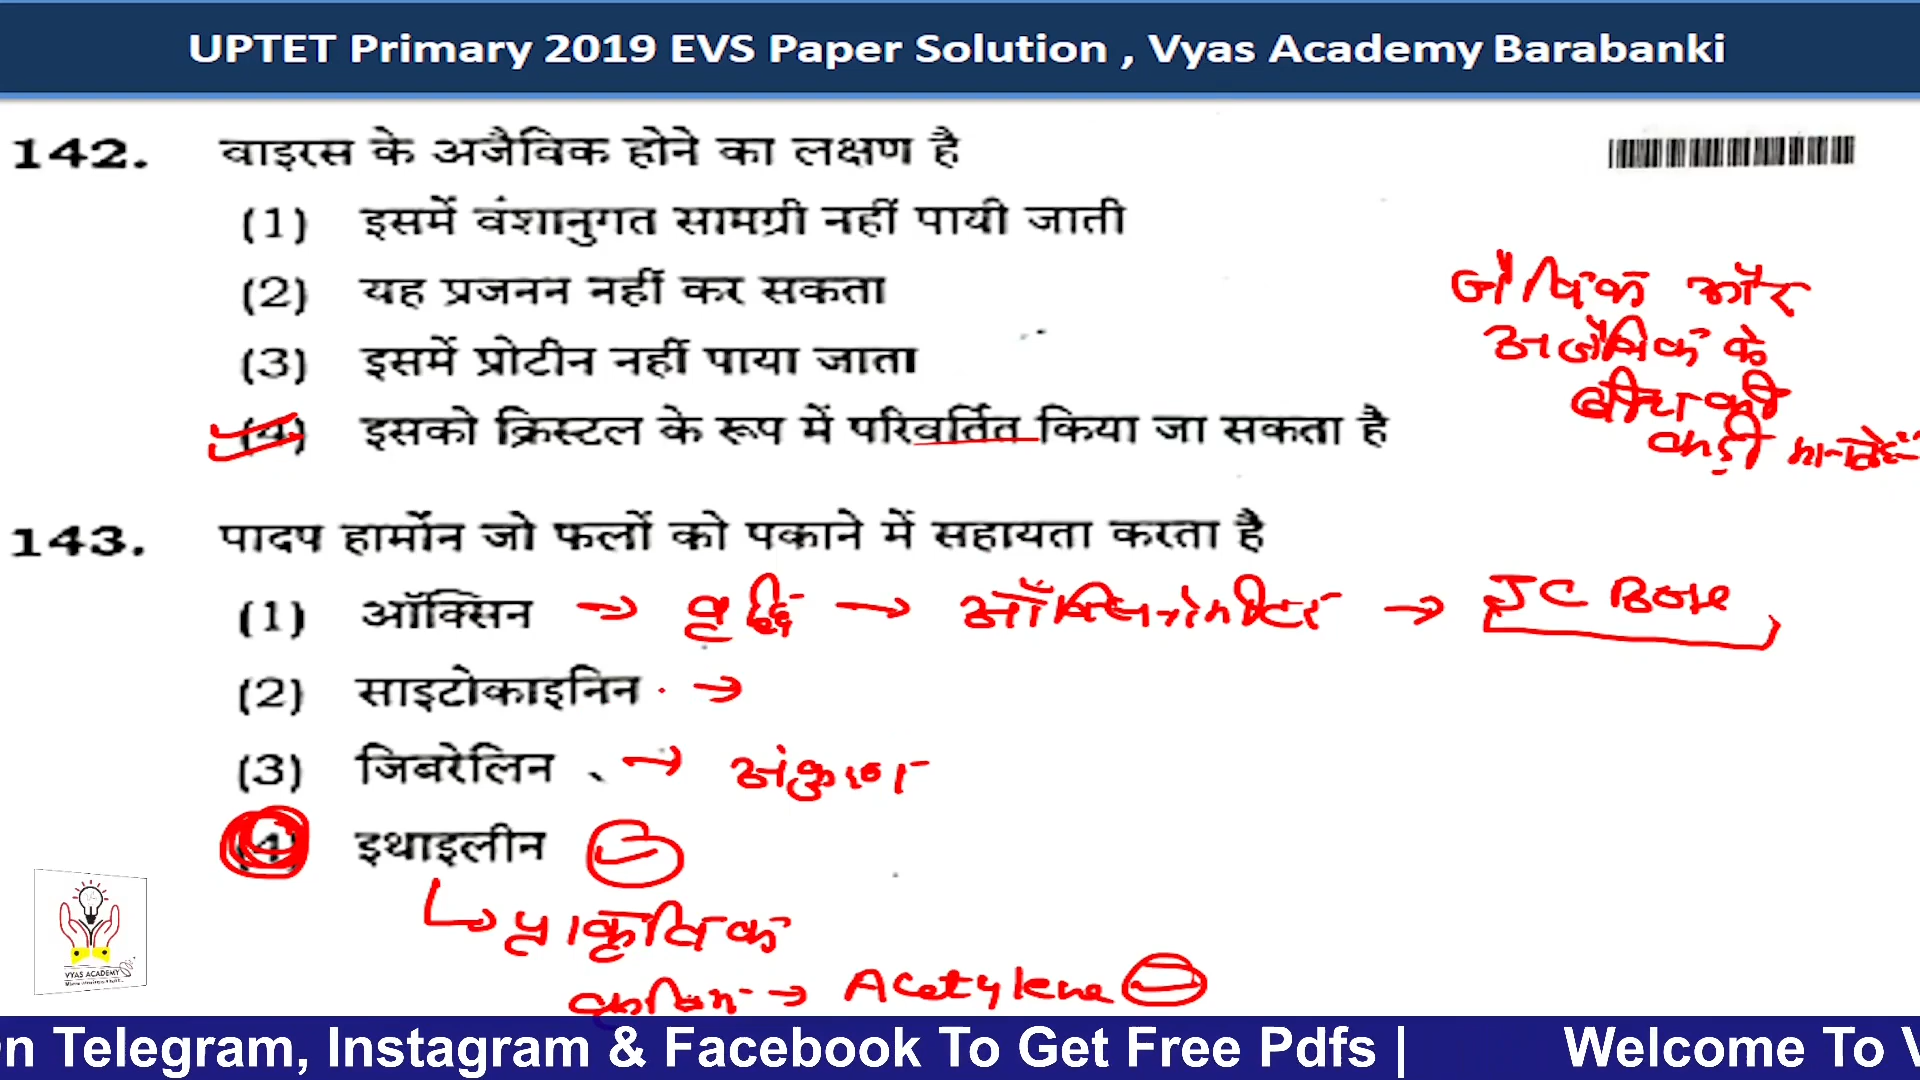 UPTET Primary 2019 EVS Paper Solution , Vyas Academy Barabanki
142. वाइरस के अजैविक होने का लक्षण है
(1) इसमें वंशानुगत सामग्री नहीं पायी जाती
(2) यह प्रजनन नहीं कर सकता
(3) इसमें प्रोटीन नहीं पाया जाता
(4) इसको क्रिस्टल के रूप में परिवर्तित किया जा सकता है
जैविक और
अजैविक के
बीच की
कड़ी मानते हैं
143. पादप हार्मोन जो फलों को पकाने में सहायता करता है
(1) ऑक्सिन → वृद्धि → → JC Bose
(2) साइटोकाइनिन →
(3) जिबरेलिन → अंकुरण
(4) इथाइलीन
प्राकृतिक
कृत्रिम → Acetylene
VYAS ACADEMY
n Telegram, Instagram & Facebook To Get Free Pdfs | Welcome To V